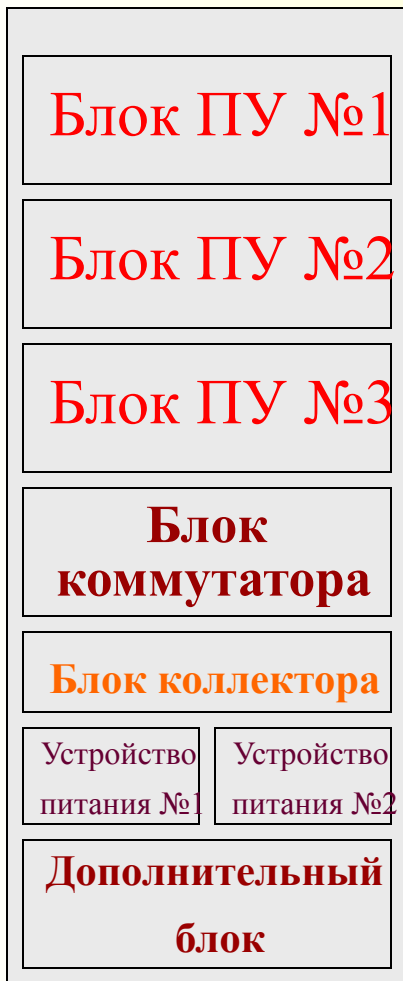 Блок ПУ №1
Блок ПУ №2
Блок ПУ №3
Блок
коммутатора
Блок коллектора
Устройство
питания №1
Устройство
питания №2
Дополнительный
блок